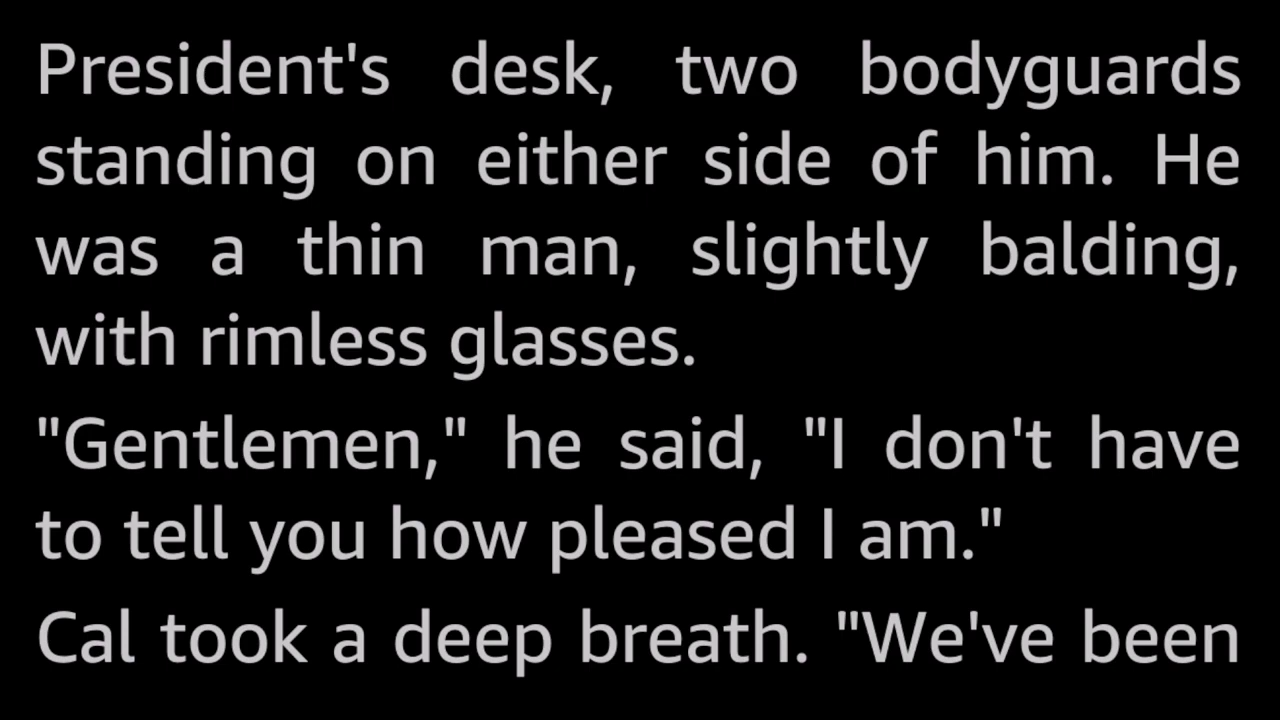 President's desk, two bodyguards
standing on either side of him. He
was a thin man, slightly balding,
with rimless glasses.
"Gentlemen," he said, "I don't have
to tell you how pleased I am."
Cal took a deep breath. "We've been